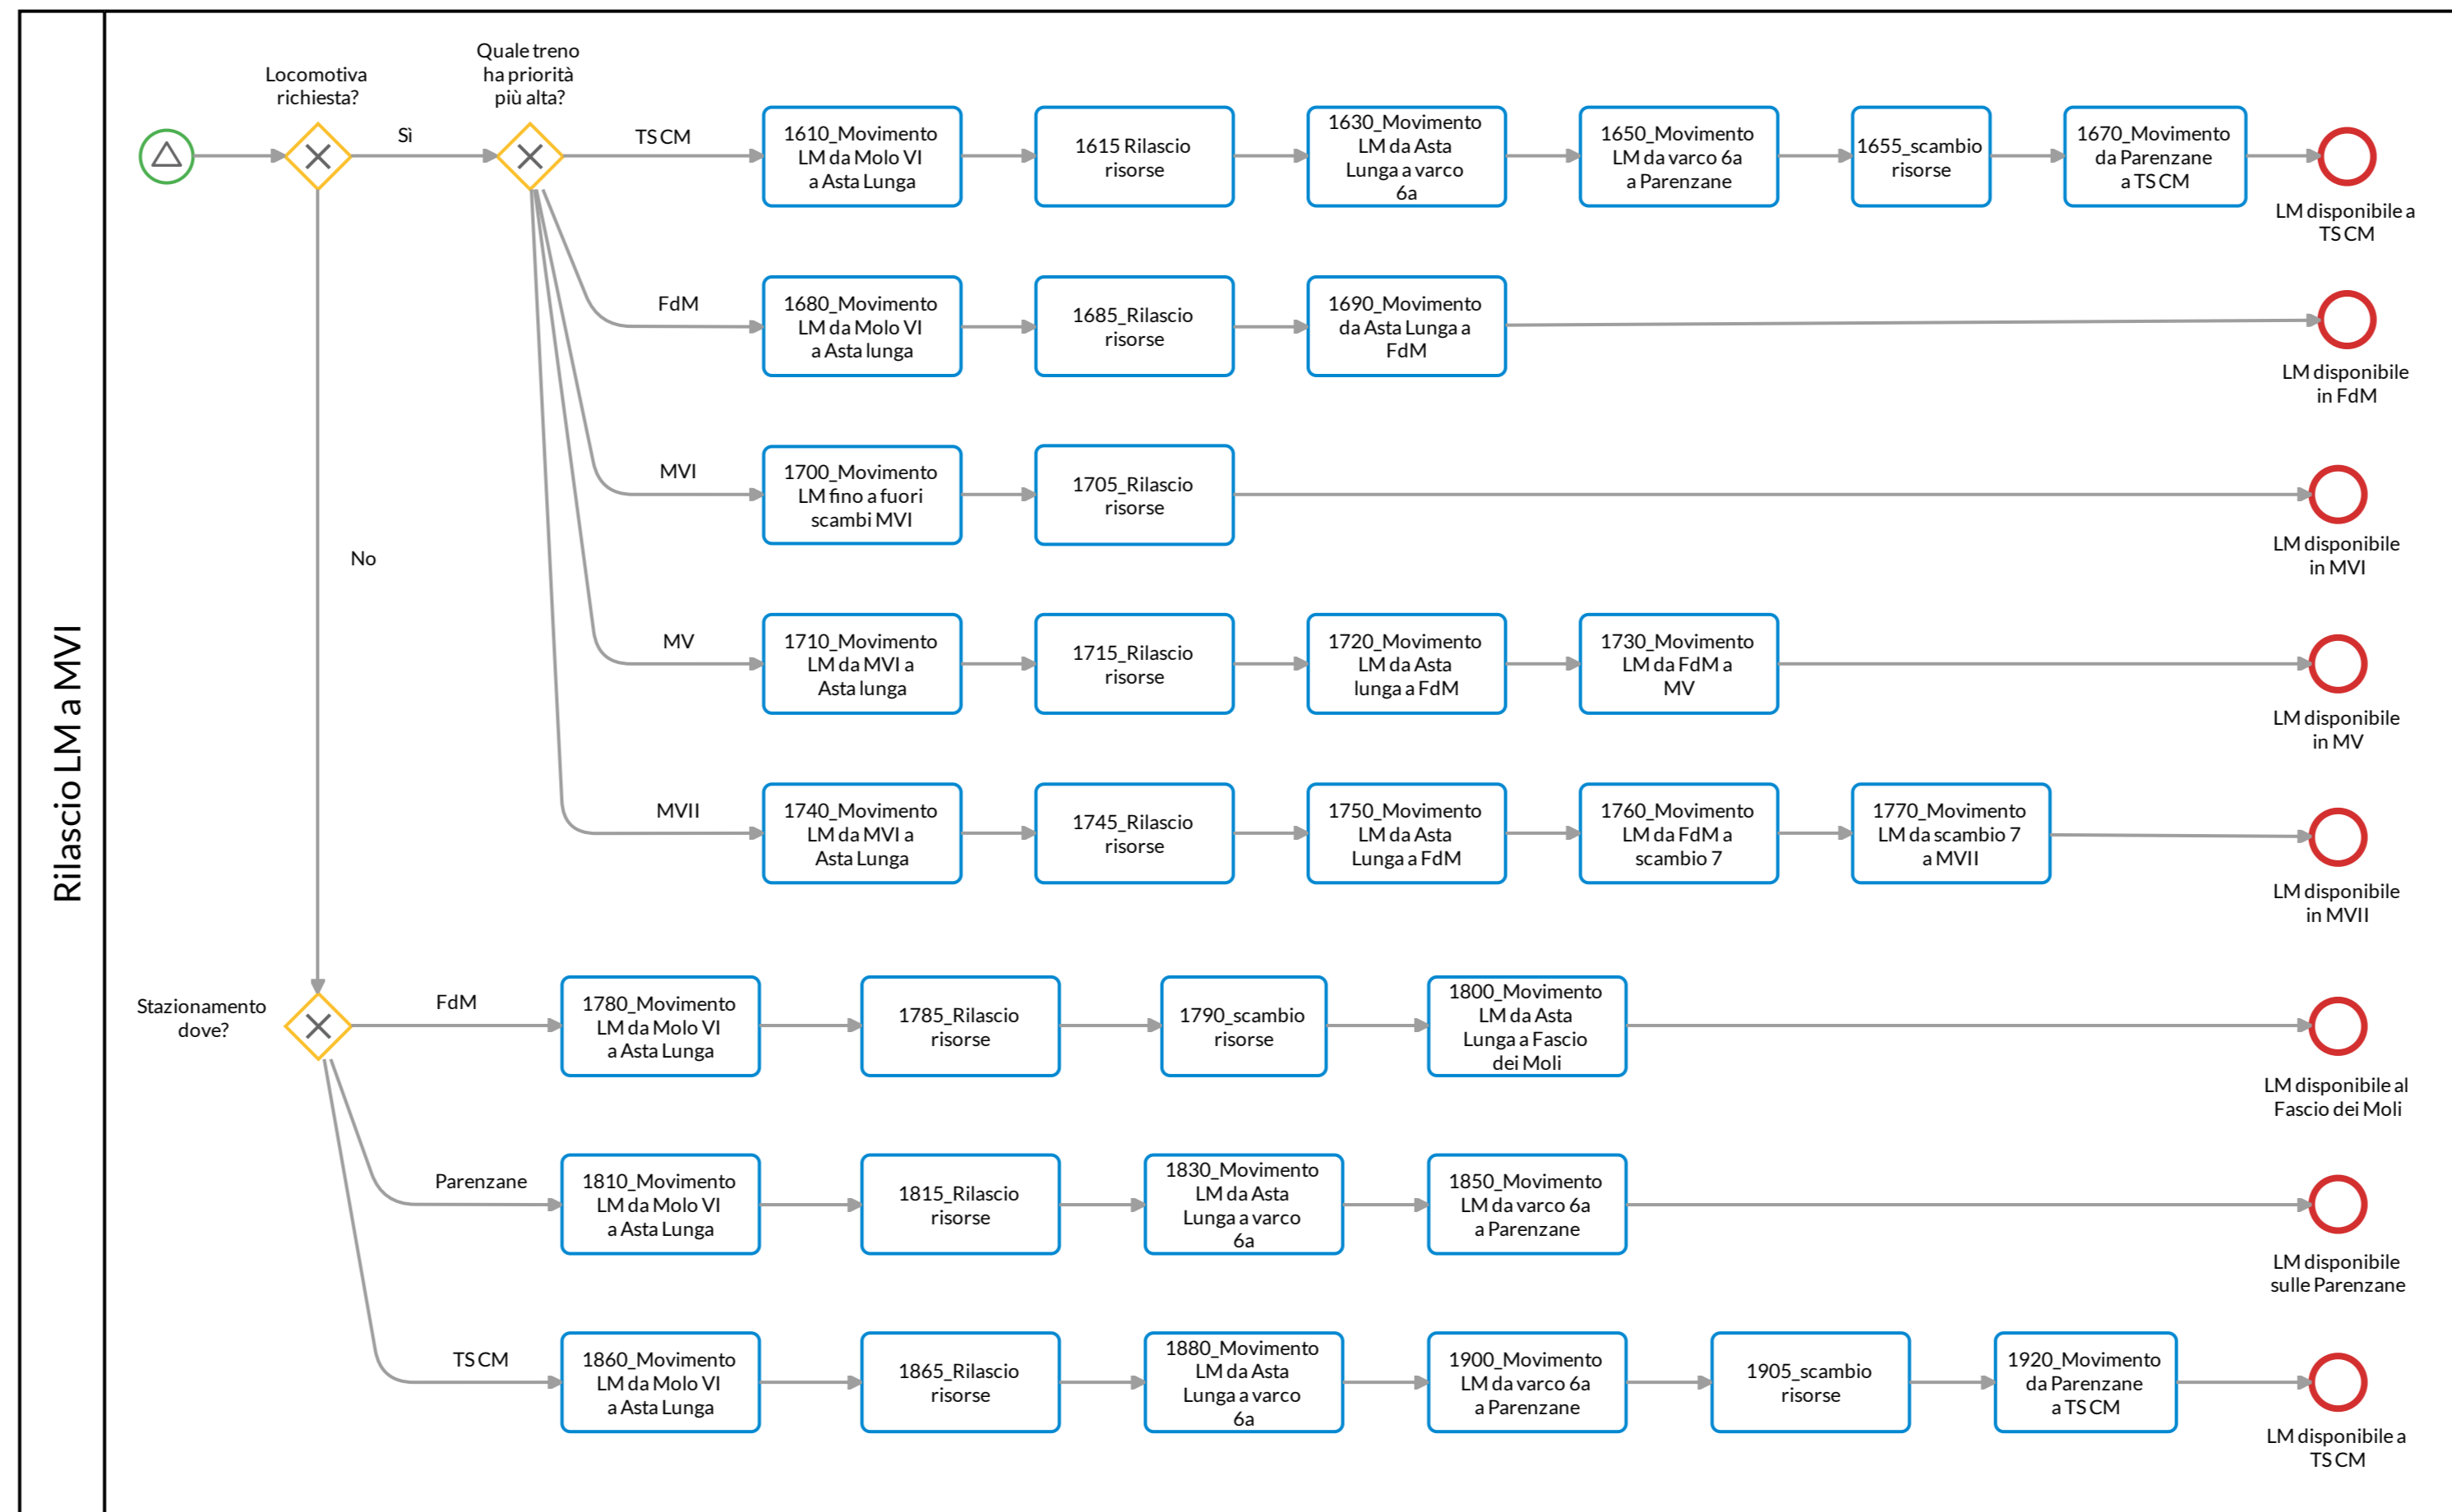 Rilascio LM a MVI
Locomotiva
richiesta?
Sì
Quale treno
ha priorità
più alta?
TS CM
1610_Movimento
LM da Molo VI
a Asta Lunga
1615 Rilascio
risorse
1630_Movimento
LM da Asta
Lunga a varco
6a
1650_Movimento
LM da varco 6a
a Parenzane
1655_scambio
risorse
1670_Movimento
da Parenzane
a TS CM
LM disponibile a
TS CM
FdM
1680_Movimento
LM da Molo VI
a Asta lunga
1685_Rilascio
risorse
1690_Movimento
da Asta Lunga a
FdM
LM disponibile
in FdM
MVI
1700_Movimento
LM fino a fuori
scambi MVI
1705_Rilascio
risorse
LM disponibile
in MVI
No
MV
1710_Movimento
LM da MVI a
Asta lunga
1715_Rilascio
risorse
1720_Movimento
LM da Asta
lunga a FdM
1730_Movimento
LM da FdM a
MV
LM disponibile
in MV
MVII
1740_Movimento
LM da MVI a
Asta Lunga
1745_Rilascio
risorse
1750_Movimento
LM da Asta
Lunga a FdM
1760_Movimento
LM da FdM a
scambio 7
1770_Movimento
LM da scambio 7
a MVII
LM disponibile
in MVII
Stazionamento
dove?
FdM
1780_Movimento
LM da Molo VI
a Asta Lunga
1785_Rilascio
risorse
1790_scambio
risorse
1800_Movimento
LM da Asta
Lunga a Fascio
dei Moli
LM disponibile al
Fascio dei Moli
Parenzane
1810_Movimento
LM da Molo VI
a Asta Lunga
1815_Rilascio
risorse
1830_Movimento
LM da Asta
Lunga a varco
6a
1850_Movimento
LM da varco 6a
a Parenzane
LM disponibile
sulle Parenzane
TS CM
1860_Movimento
LM da Molo VI
a Asta Lunga
1865_Rilascio
risorse
1880_Movimento
LM da Asta
Lunga a varco
6a
1900_Movimento
LM da varco 6a
a Parenzane
1905_scambio
risorse
1920_Movimento
da Parenzane
a TS CM
LM disponibile a
TS CM